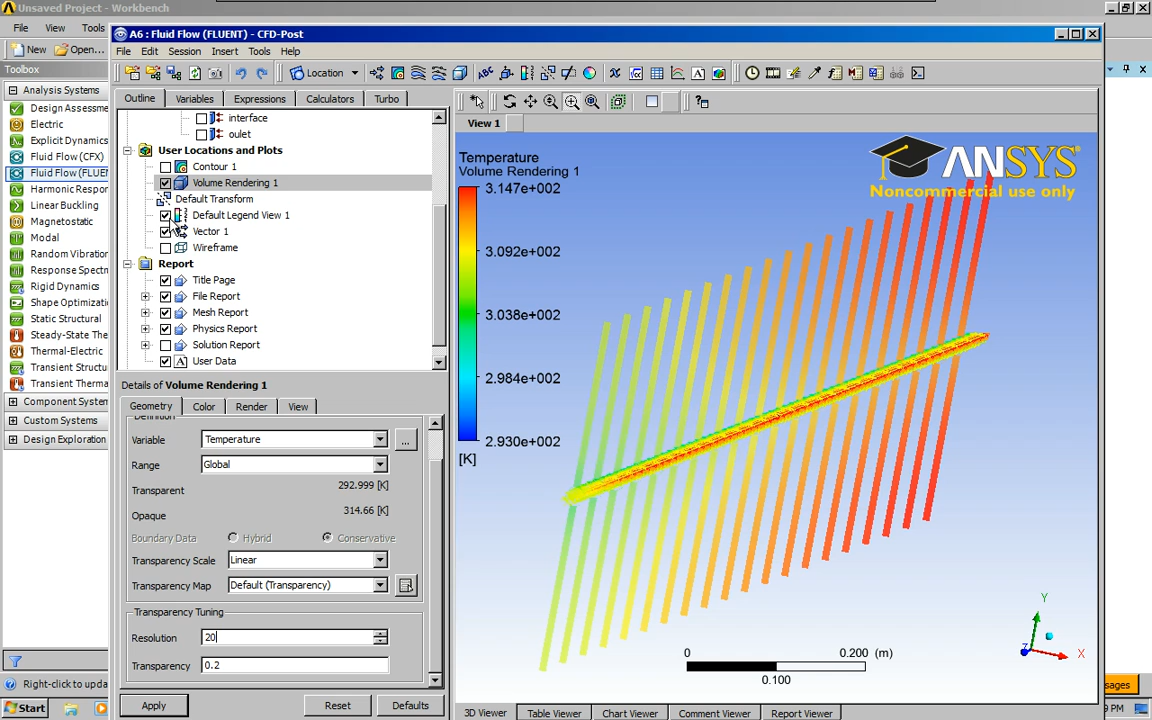 Unsaved Project - Workbench
File View Tools
New Open...
Toolbox
Analysis Systems
Design Assessme
Electric
Explicit Dynamics
Fluid Flow (CFX)
Fluid Flow (FLUEN
Harmonic Respor
Linear Buckling
Magnetostatic
Modal
Random Vibratior
Response Spectr
Rigid Dynamics
Shape Optimizatio
Static Structural
Steady-State The
Thermal-Electric
Transient Structu
Transient Therma
Component System
Custom Systems
Design Exploration
Right-click to upda
Start
A6 : Fluid Flow (FLUENT) - CFD-Post
File Edit Session Insert Tools Help
Location
Outline Variables Expressions Calculators Turbo
interface
oulet
User Locations and Plots
Contour 1
Volume Rendering 1
Default Transform
Default Legend View 1
Vector 1
Wireframe
Report
Title Page
File Report
Mesh Report
Physics Report
Solution Report
User Data
Details of Volume Rendering 1
Geometry Color Render View
Definition
Variable Temperature ...
Range Global
Transparent 292.999 [K]
Opaque 314.66 [K]
Boundary Data Hybrid Conservative
Transparency Scale Linear
Transparency Map Default (Transparency)
Transparency Tuning
Resolution 20
Transparency 0.2
Apply Reset Defaults
View 1
Temperature
Volume Rendering 1
3.147e+002
3.092e+002
3.038e+002
2.984e+002
2.930e+002
[K]
ANSYS
Noncommercial use only
0 0.200 (m)
0.100
Y
X
Z
3D Viewer Table Viewer Chart Viewer Comment Viewer Report Viewer
sages
9 PM